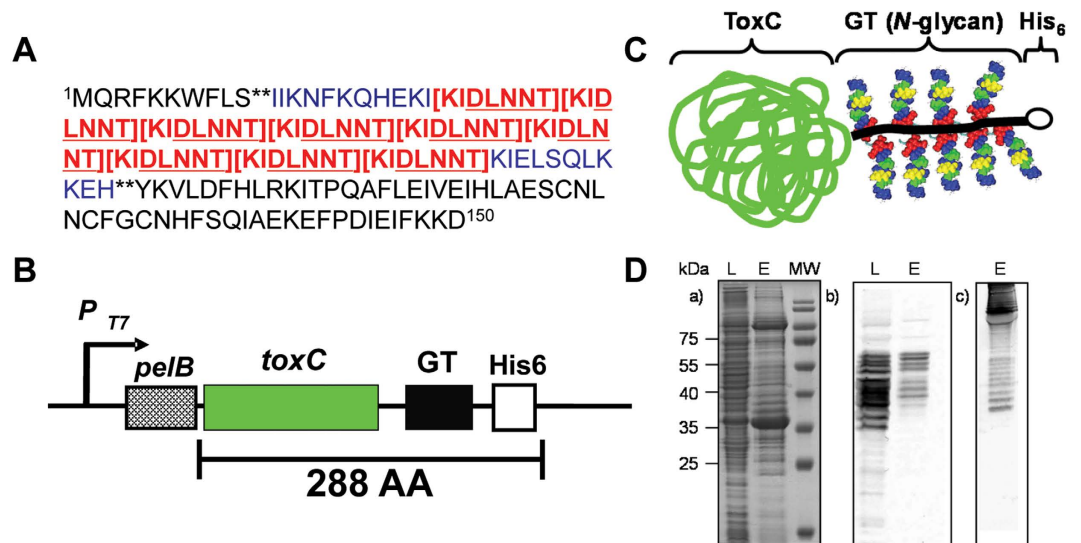 A
¹MQRFKKWFLS**IIKNFKQHEKI[KIDLNNT][KID
LNNT][KIDLNNT][KIDLNNT][KIDLNNT][KIDLN
NT][KIDLNNT][KIDLNNT][KIDLNNT]KIELSQLK
KEH**YKVLDFHLRKITPQAFLEIVEIHLAESCNL
NCFGCNHFSQIAEKEFPDIEIFKKD¹⁵⁰
B
P T7
pelB toxC GT His6
288 AA
C
ToxC GT (N-glycan) His₆
D
kDa L E MW L E E
a) b) c)
75
55
40
35
25